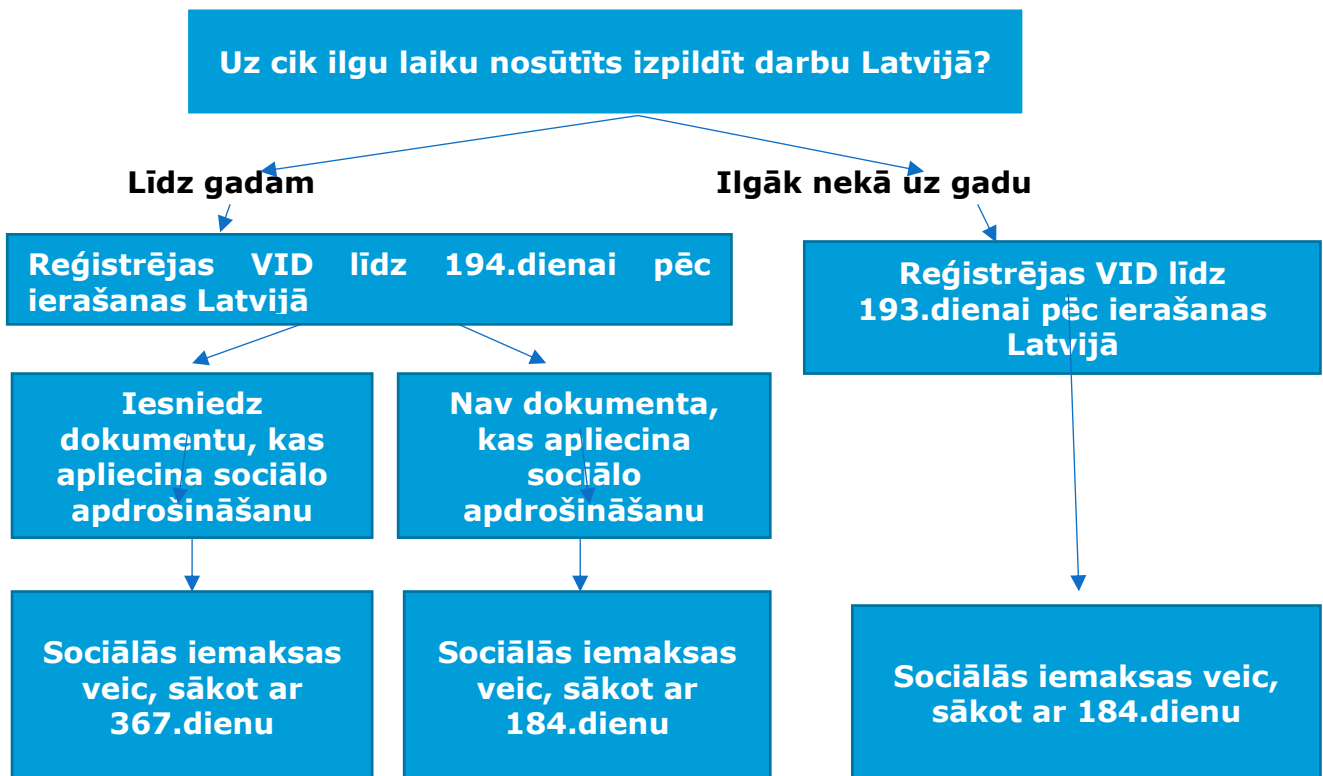 Uz cik ilgu laiku nosūtīts izpildīt darbu Latvijā?
Līdz gadam
Ilgāk nekā uz gadu
Reģistrējas VID līdz 194.dienai pēc
ierašanas Latvijā
Reģistrējas VID līdz
193.dienai pēc ierašanas
Latvijā
Iesniedz
dokumentu, kas
apliecina sociālo
apdrošināšanu
Nav dokumenta,
kas apliecina
sociālo
apdrošināšanu
Sociālās iemaksas
veic, sākot ar
367.dienu
Sociālās iemaksas
veic, sākot ar
184.dienu
Sociālās iemaksas veic,
sākot ar 184.dienu